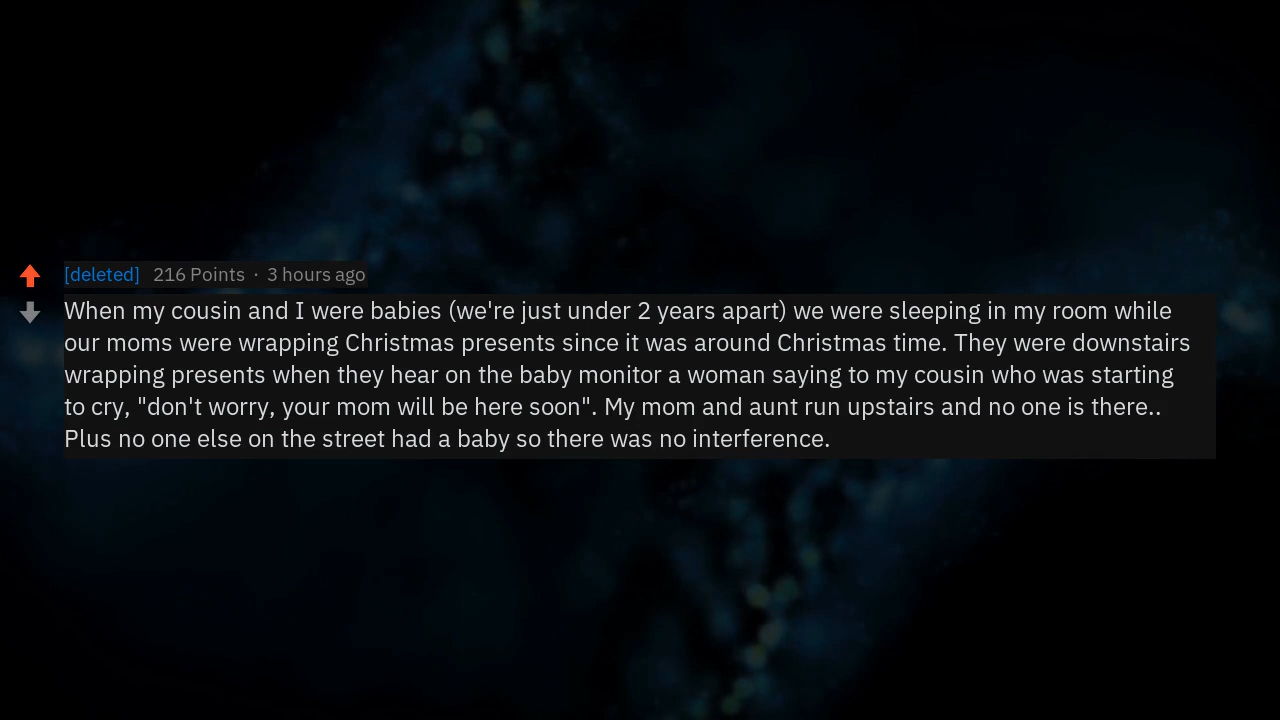 [deleted] 216 Points · 3 hours ago
When my cousin and I were babies (we're just under 2 years apart) we were sleeping in my room while
our moms were wrapping Christmas presents since it was around Christmas time. They were downstairs
wrapping presents when they hear on the baby monitor a woman saying to my cousin who was starting
to cry, "don't worry, your mom will be here soon". My mom and aunt run upstairs and no one is there..
Plus no one else on the street had a baby so there was no interference.